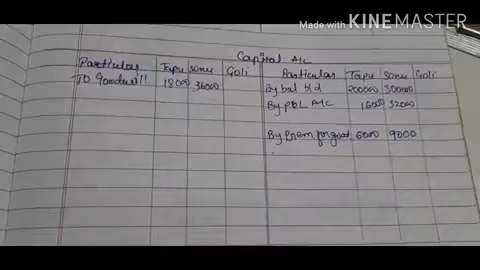 Made with KINEMASTER
Capital A/C
Particular Tapu Sonu Goli Particular Tapu Sonu Goli
To Goodwill 18000 36000 By bal b/d 200000 300000
By P&L A/C 16000 32000
By Prem for good 6000 9000